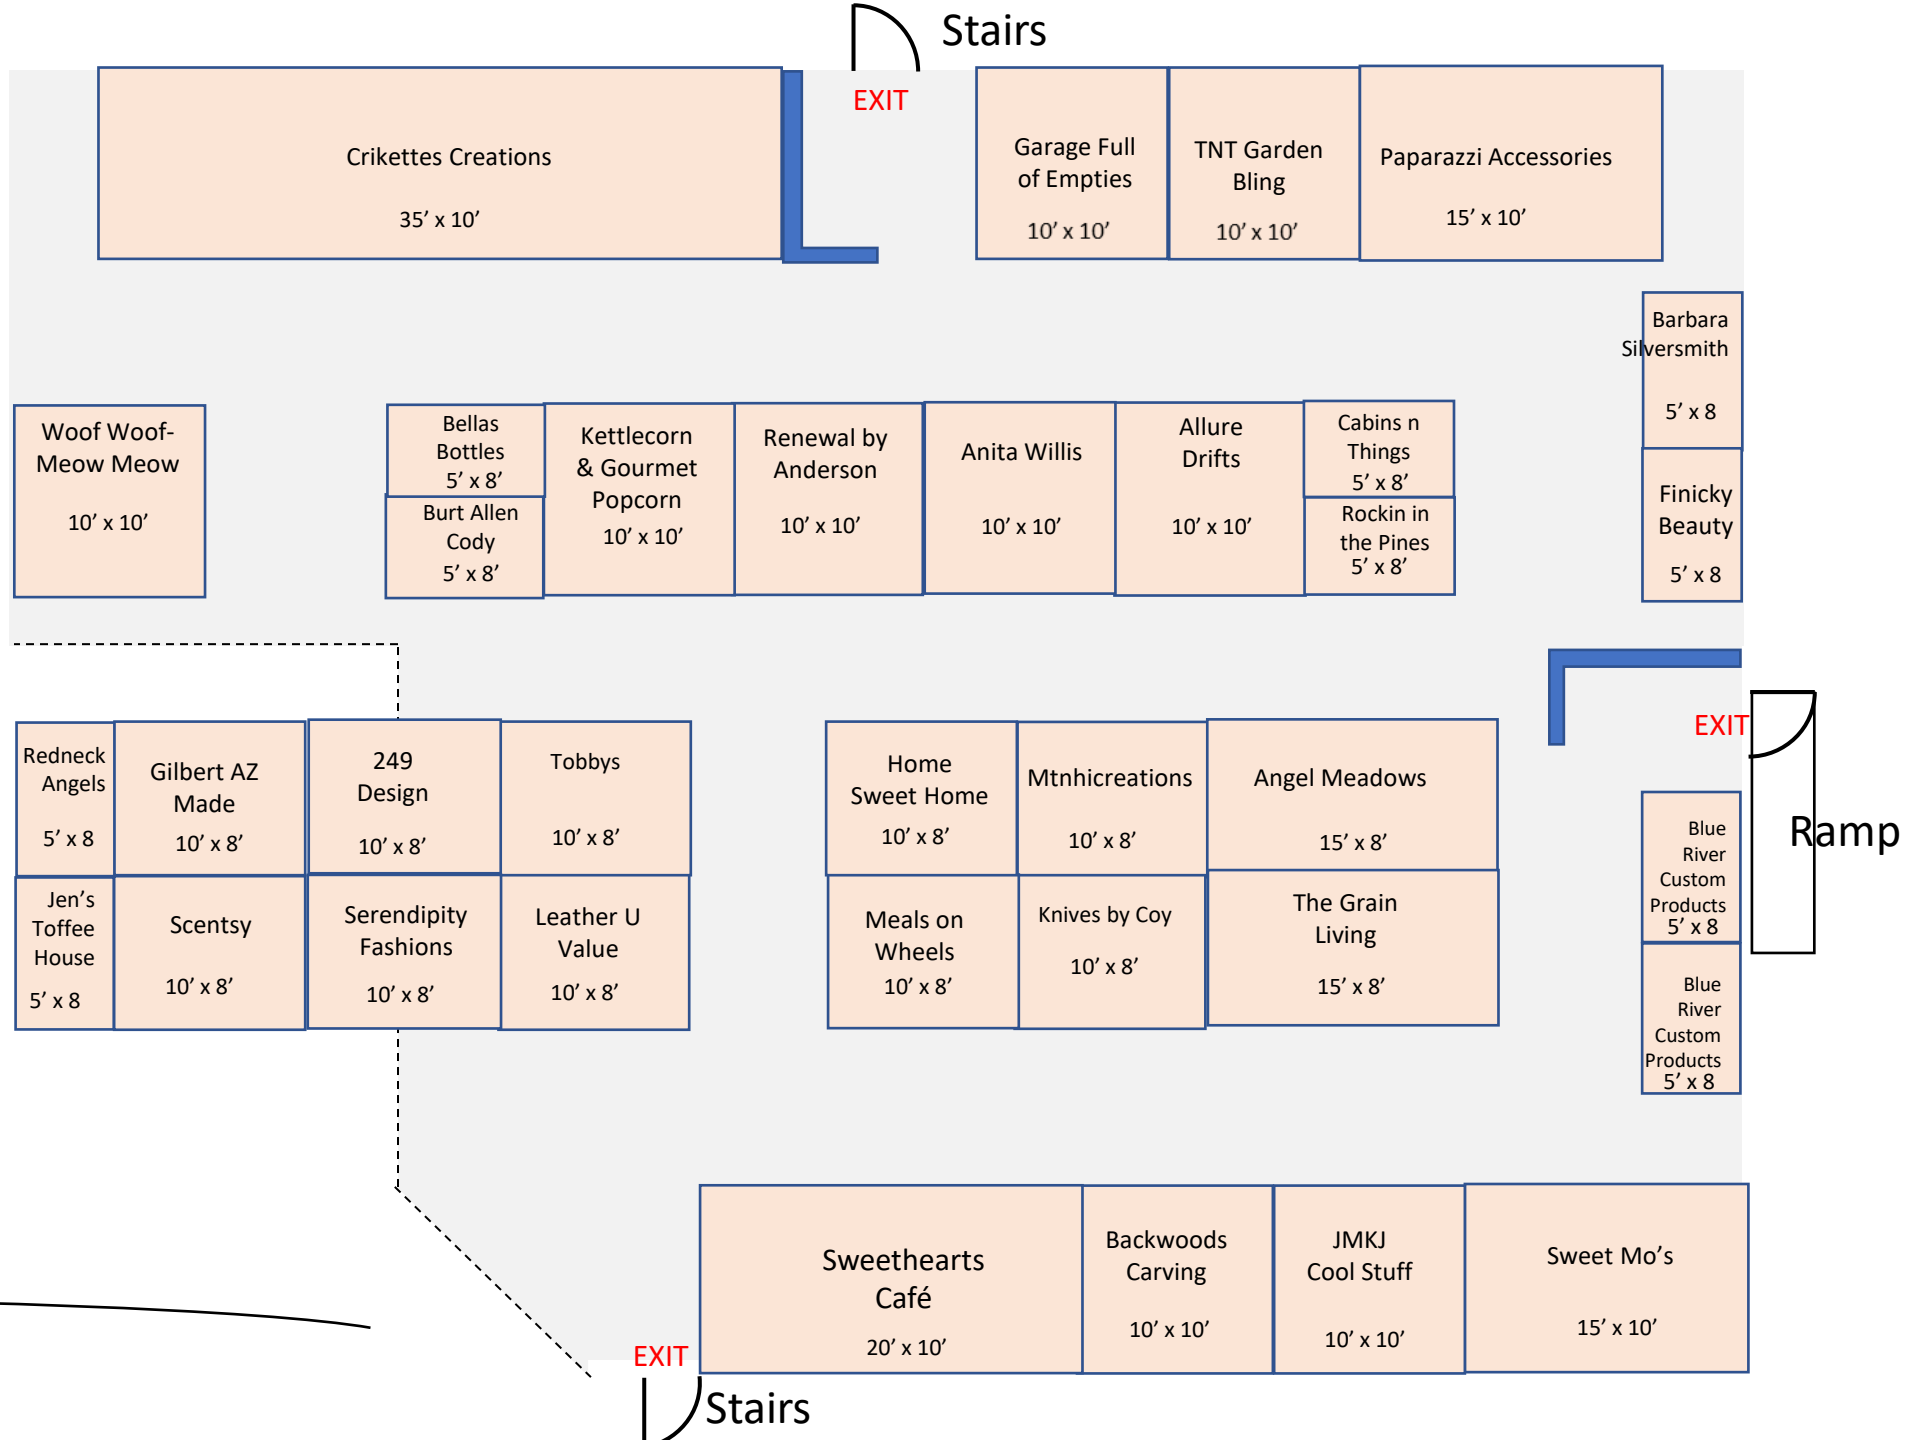 Stairs
EXIT
Crikettes Creations
35’ x 10’
Garage Full
of Empties
10’ x 10’
TNT Garden
Bling
10’ x 10’
Paparazzi Accessories
15’ x 10’
Barbara
Silversmith
5’ x 8
Finicky
Beauty
5’ x 8
Woof Woof-
Meow Meow
10’ x 10’
Bellas
Bottles
5’ x 8’
Burt Allen
Cody
5’ x 8’
Kettlecorn
& Gourmet
Popcorn
10’ x 10’
Renewal by
Anderson
10’ x 10’
Anita Willis
10’ x 10’
Allure
Drifts
10’ x 10’
Cabins n
Things
5’ x 8’
Rockin in
the Pines
5’ x 8’
EXIT
Ramp
Redneck
Angels
5’ x 8
Gilbert AZ
Made
10’ x 8’
249
Design
10’ x 8’
Tobbys
10’ x 8’
Home
Sweet Home
10’ x 8’
Mtnhicreations
10’ x 8’
Angel Meadows
15’ x 8’
Blue
River
Custom
Products
5’ x 8
Jen’s
Toffee
House
5’ x 8
Scentsy
10’ x 8’
Serendipity
Fashions
10’ x 8’
Leather U
Value
10’ x 8’
Meals on
Wheels
10’ x 8’
Knives by Coy
10’ x 8’
The Grain
Living
15’ x 8’
Blue
River
Custom
Products
5’ x 8
Sweethearts
Café
20’ x 10’
Backwoods
Carving
10’ x 10’
JMKJ
Cool Stuff
10’ x 10’
Sweet Mo’s
15’ x 10’
EXIT
Stairs